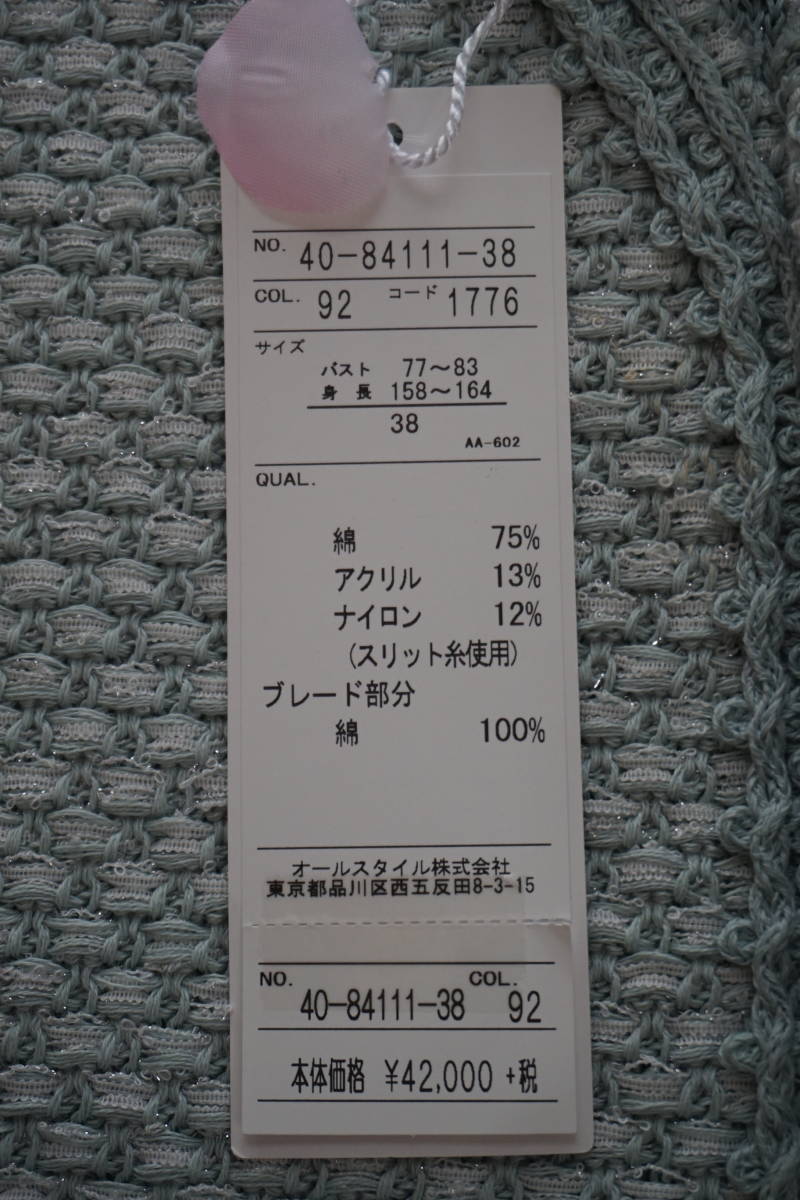 NO. 40-84111-38
COL. 92 コード 1776
サイズ
バスト 77〜83
身長 158〜164
38
AA-602
QUAL.
綿 75%
アクリル 13%
ナイロン 12%
(スリット糸使用)
ブレード部分
綿 100%
オールスタイル株式会社
東京都品川区西五反田8-3-15
NO. COL.
40-84111-38 92
本体価格 ¥42,000 +税